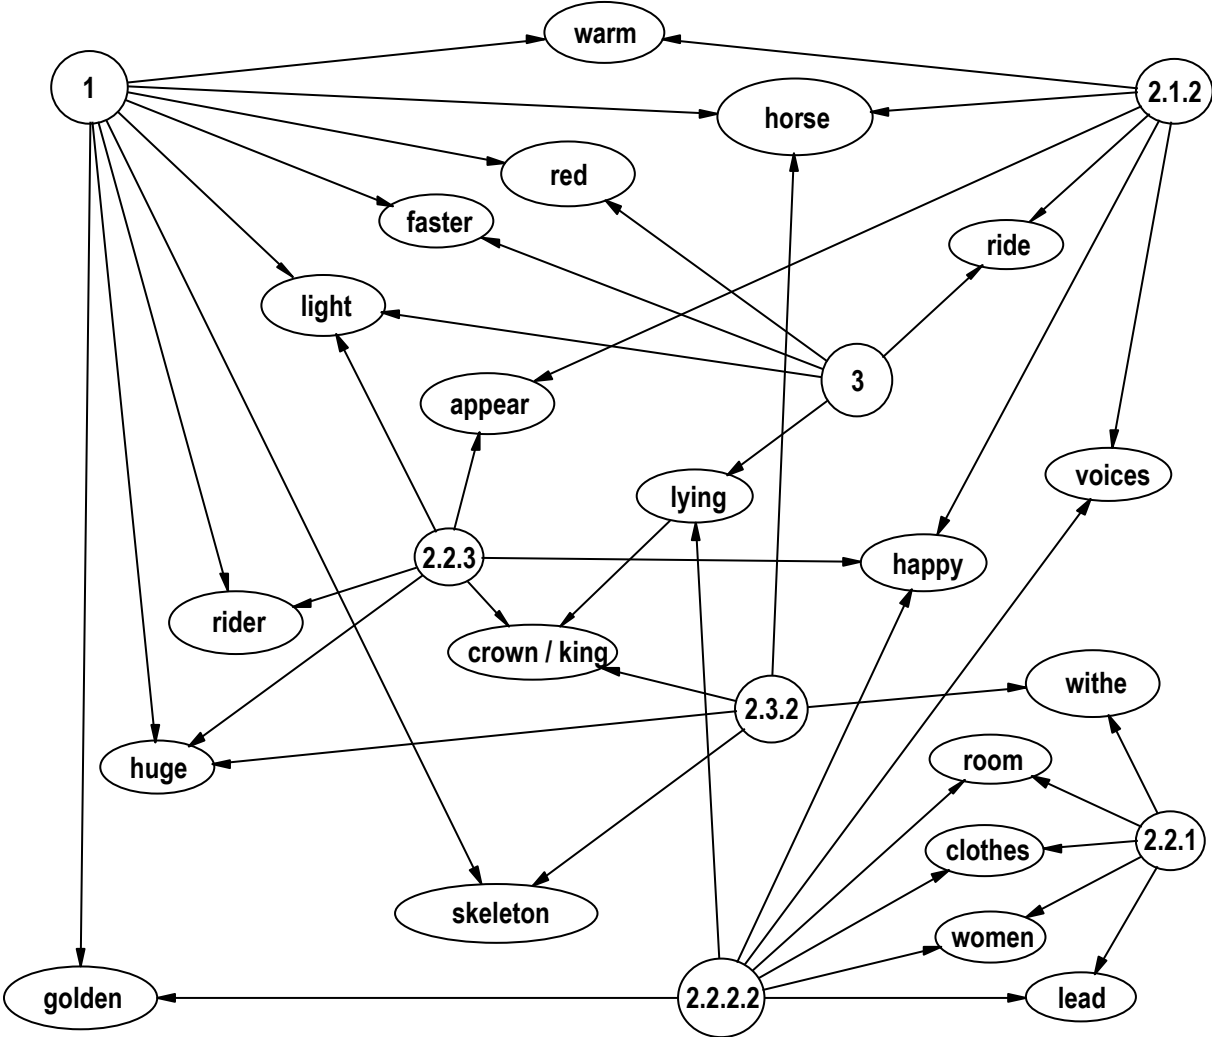 warm
1
2.1.2
horse
red
faster
ride
light
3
appear
voices
lying
2.2.3
happy
rider
crown / king
withe
2.3.2
room
huge
2.2.1
clothes
skeleton
women
golden
2.2.2.2
lead